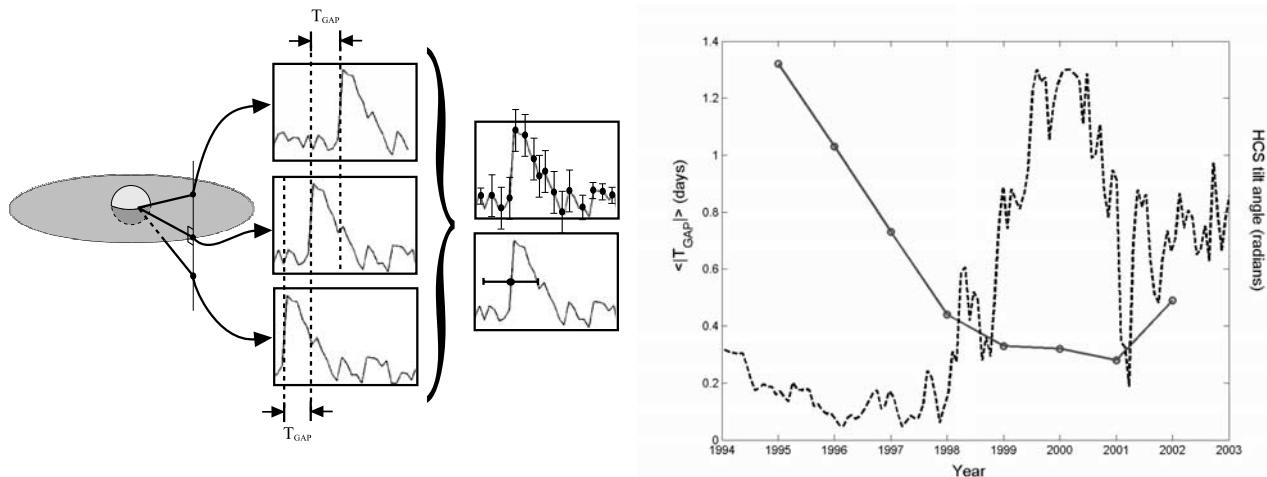 T_GAP
T_GAP
<|T_GAP|> (days)
1.4
1.2
1
0.8
0.6
0.4
0.2
0
1994 1995 1996 1997 1998 1999 2000 2001 2002 2003
Year
HCS tilt angle (radians)